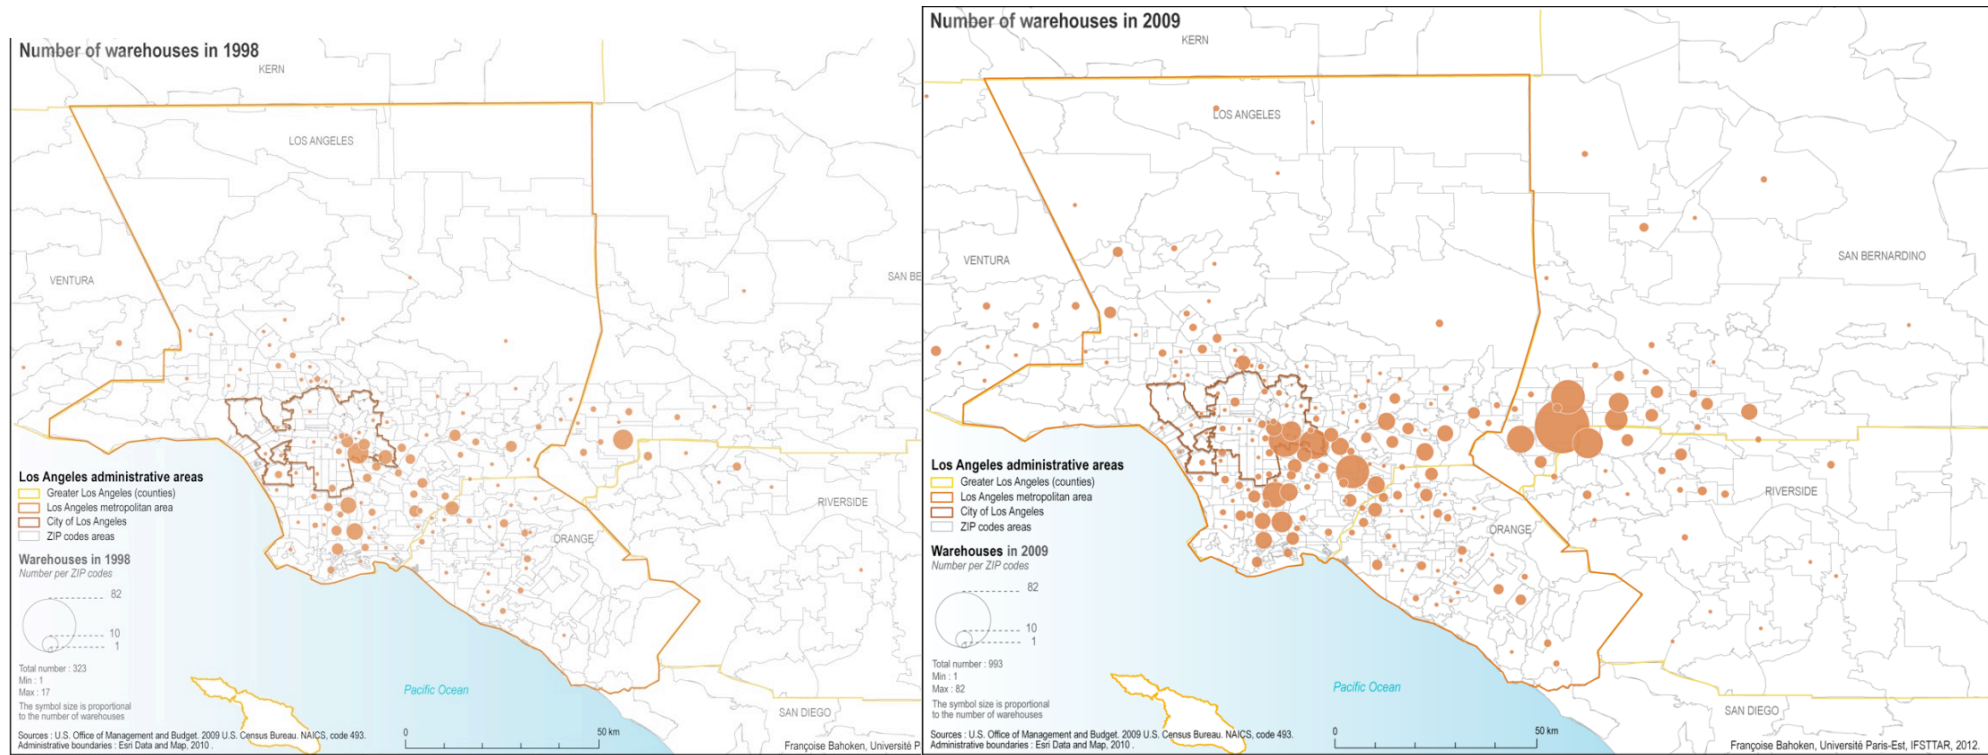 Number of warehouses in 1998
KERN
LOS ANGELES
VENTURA
SAN BE
RIVERSIDE
ORANGE
SAN DIEGO
Pacific Ocean
Los Angeles administrative areas
Greater Los Angeles (counties)
Los Angeles metropolitan area
City of Los Angeles
ZIP codes areas
Warehouses in 1998
Number per ZIP codes
82
10
1
Total number : 323
Min : 1
Max : 17
The symbol size is proportional
to the number of warehouses
0 50 km
Sources : U.S. Office of Management and Budget. 2009 U.S. Census Bureau. NAICS, code 493.
Administrative boundaries : Esri Data and Map, 2010 .
Françoise Bahoken, Université P
Number of warehouses in 2009
KERN
LOS ANGELES
VENTURA
SAN BERNARDINO
RIVERSIDE
ORANGE
SAN DIEGO
Pacific Ocean
Los Angeles administrative areas
Greater Los Angeles (counties)
Los Angeles metropolitan area
City of Los Angeles
ZIP codes areas
Warehouses in 2009
Number per ZIP codes
82
10
1
Total number : 993
Min : 1
Max : 82
The symbol size is proportional
to the number of warehouses
0 50 km
Sources : U.S. Office of Management and Budget. 2009 U.S. Census Bureau. NAICS, code 493.
Administrative boundaries : Esri Data and Map, 2010 .
Françoise Bahoken, Université Paris-Est, IFSTTAR, 2012.